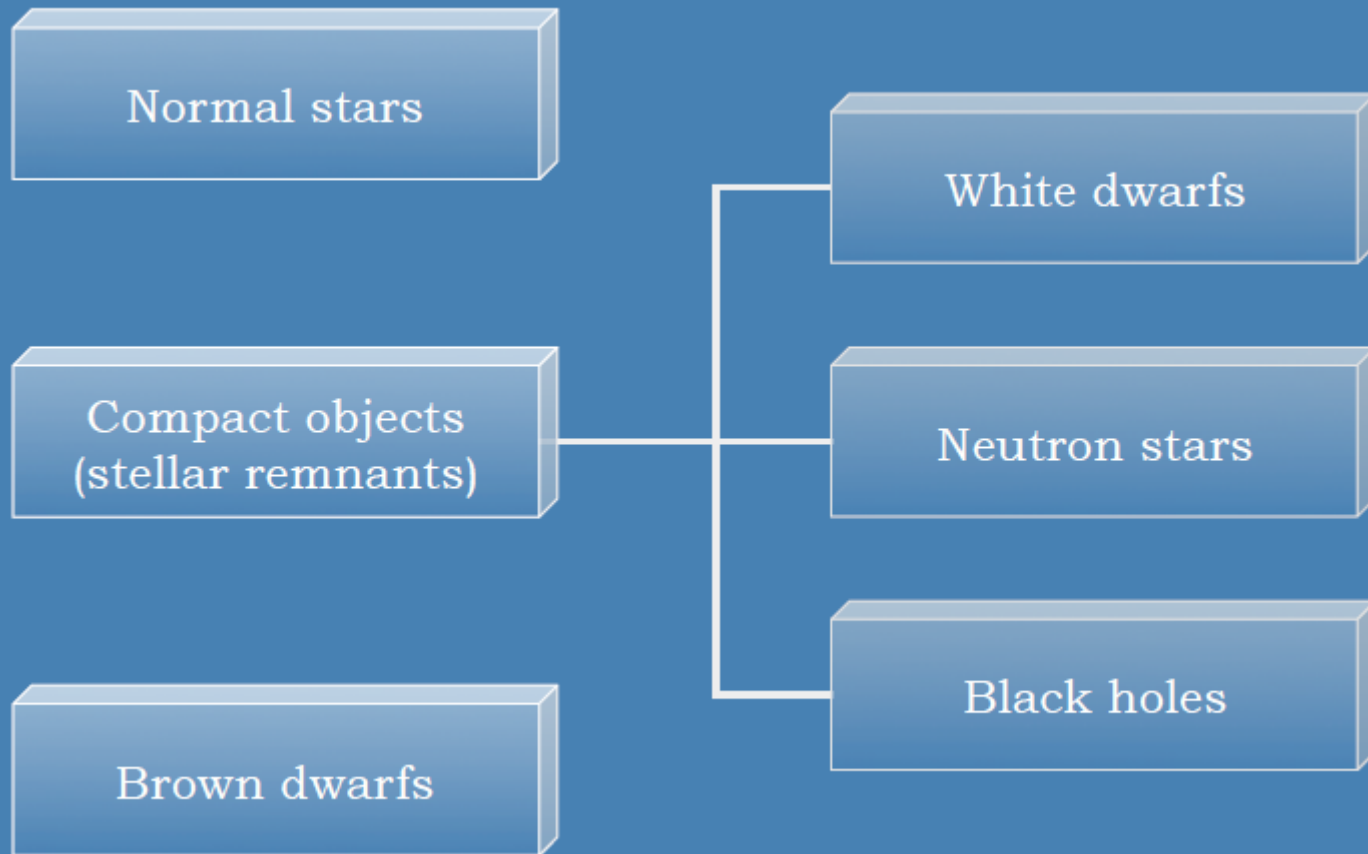 Normal stars
Compact objects
(stellar remnants)
Brown dwarfs
White dwarfs
Neutron stars
Black holes